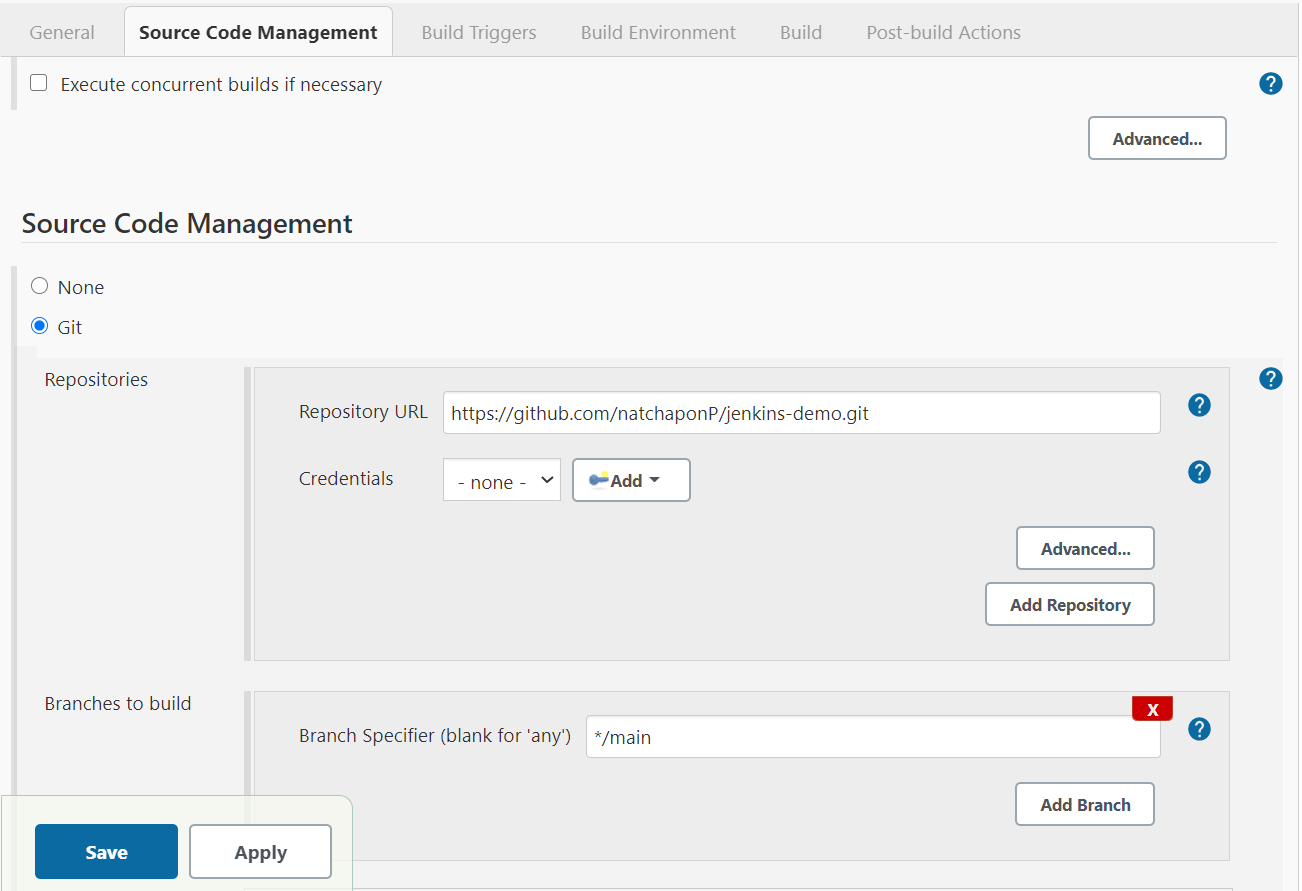 General Source Code Management Build Triggers Build Environment Build Post-build Actions
Execute concurrent builds if necessary ?
Advanced...
Source Code Management
None
Git
Repositories ?
Repository URL https://github.com/natchaponP/jenkins-demo.git ?
Credentials - none - Add ?
Advanced...
Add Repository
Branches to build X
Branch Specifier (blank for 'any') */main ?
Add Branch
Save Apply